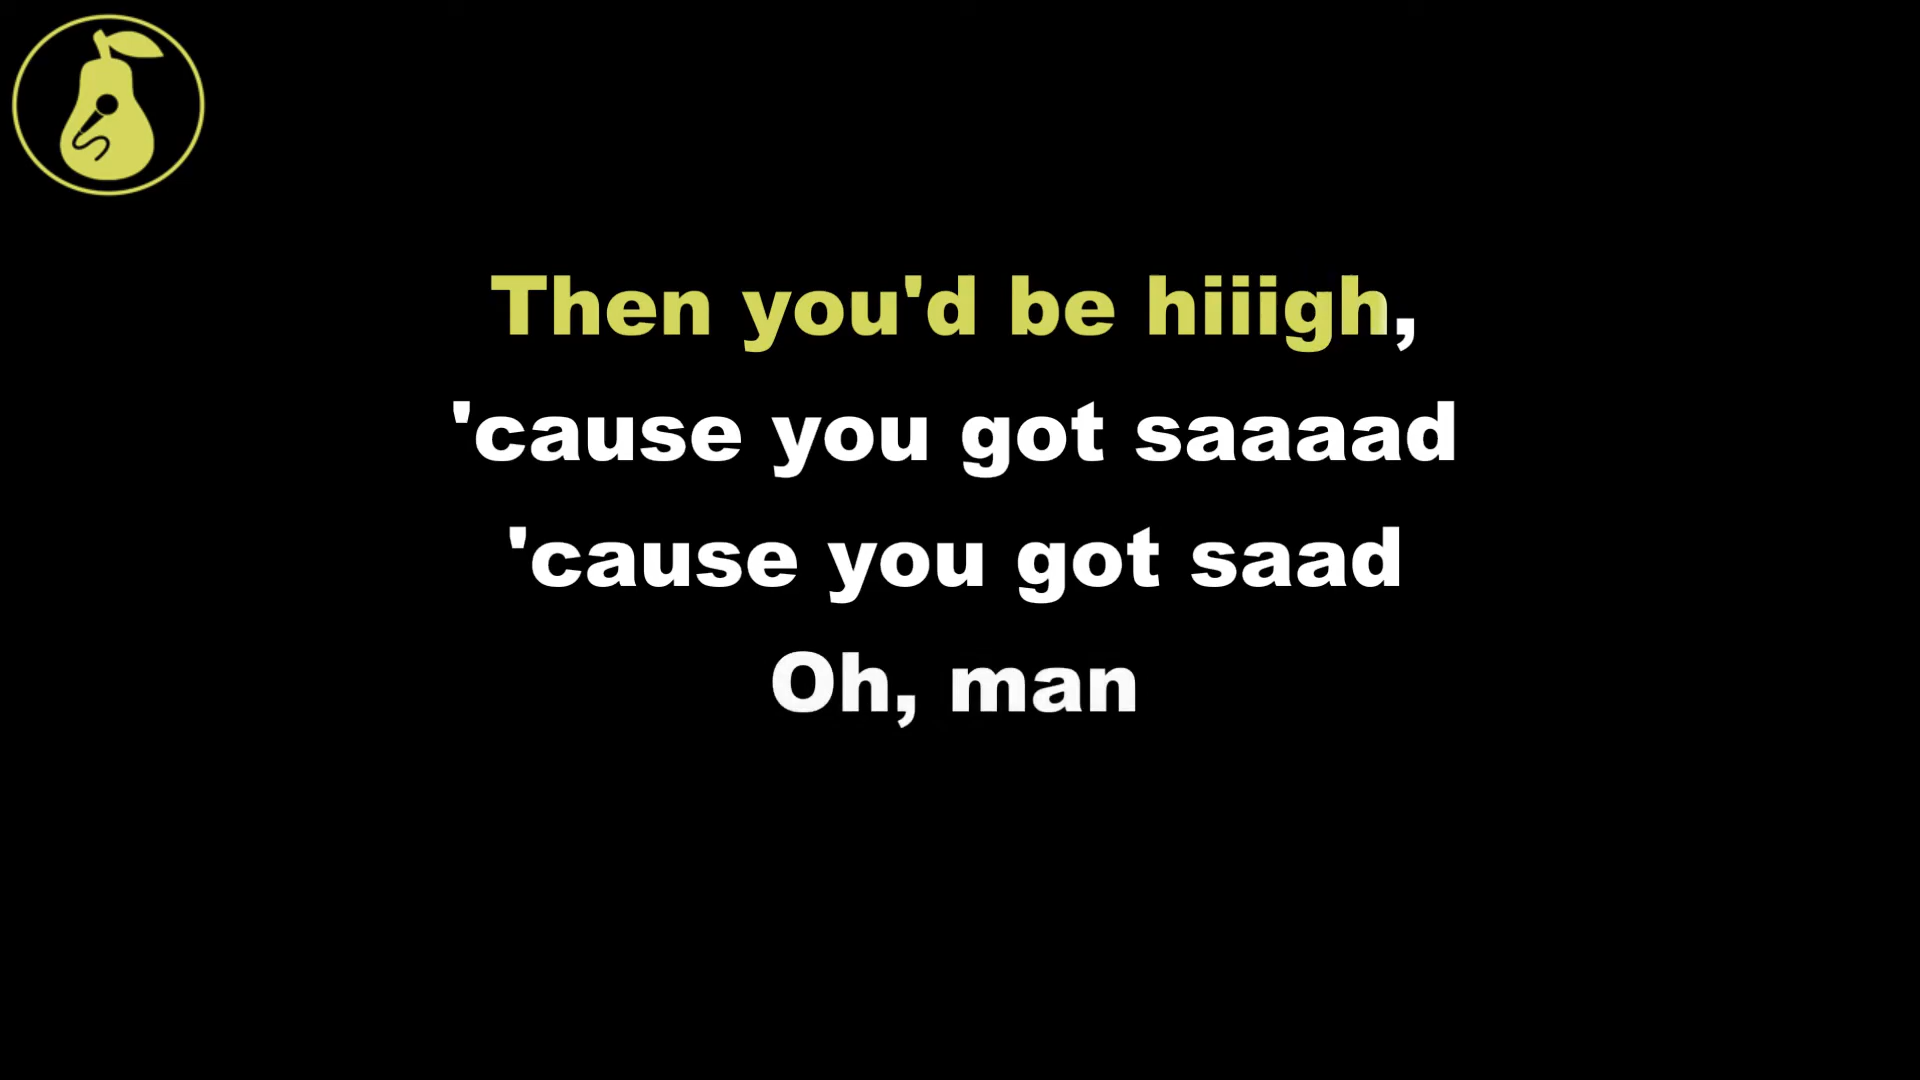 Then you'd be hiiigh,
'cause you got saaaad
'cause you got saad
Oh, man